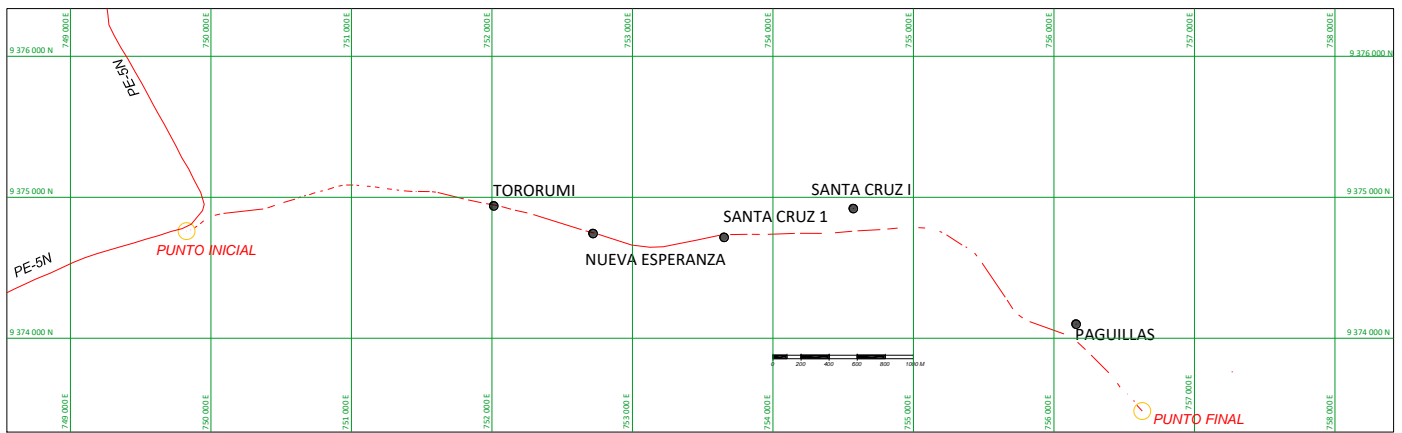 749 000 E
750 000 E
751 000 E
752 000 E
753 000 E
754 000 E
755 000 E
756 000 E
757 000 E
758 000 E
9 376 000 N
9 376 000 N
PE-5N
9 375 000 N
9 375 000 N
TORORUMI
SANTA CRUZ I
SANTA CRUZ 1
PUNTO INICIAL
NUEVA ESPERANZA
PE-5N
9 374 000 N
9 374 000 N
PAGUILLAS
0 200 400 600 800 1000 M
749 000 E
750 000 E
751 000 E
752 000 E
753 000 E
754 000 E
755 000 E
756 000 E
757 000 E
758 000 E
PUNTO FINAL